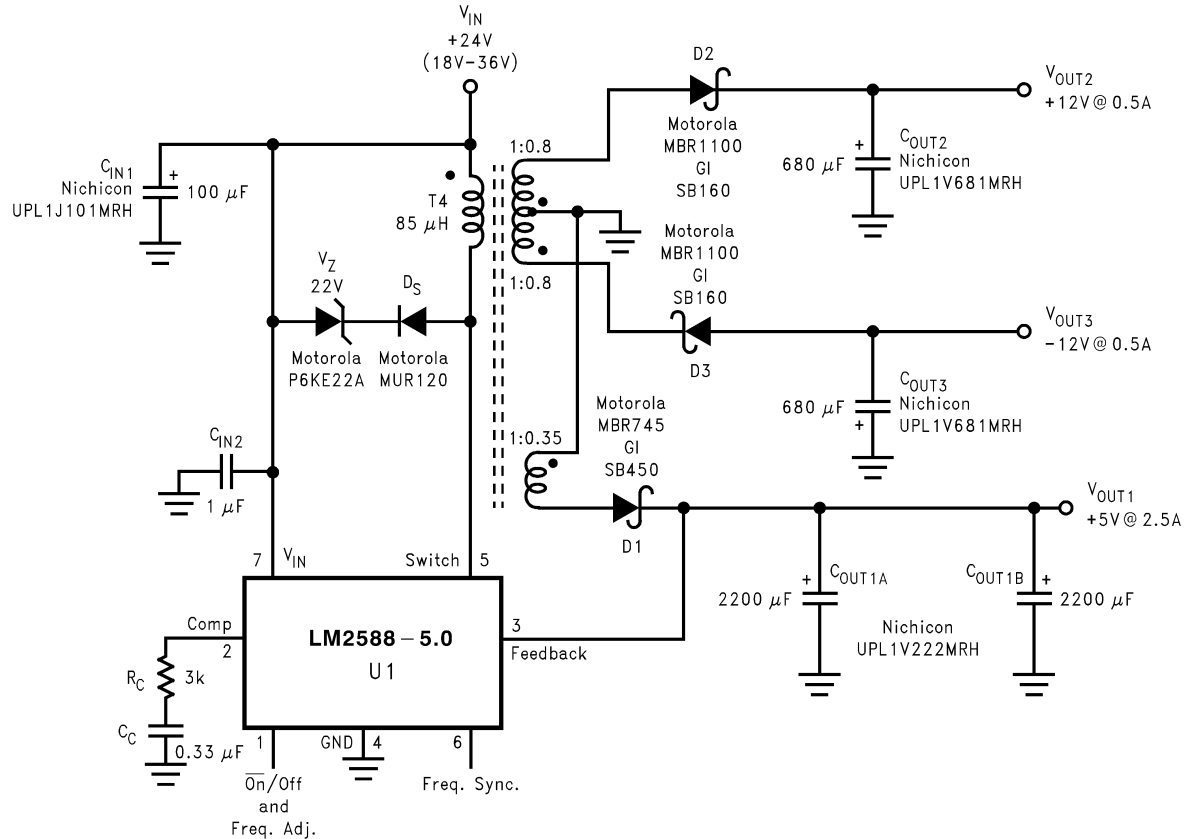 V_IN
+24V
(18V–36V)
C_IN1
Nichicon
UPL1J101MRH
+
100 μF
T4
85 μH
1:0.8
1:0.8
1:0.35
D2
Motorola
MBR1100
GI
SB160
V_OUT2
+12V@ 0.5A
+
680 μF
C_OUT2
Nichicon
UPL1V681MRH
Motorola
MBR1100
GI
SB160
D3
V_OUT3
-12V@ 0.5A
680 μF
+
C_OUT3
Nichicon
UPL1V681MRH
V_Z
22V
Motorola
P6KE22A
D_S
Motorola
MUR120
C_IN2
1 μF
Motorola
MBR745
GI
SB450
D1
V_OUT1
+5V@ 2.5A
+
C_OUT1A
2200 μF
C_OUT1B
+
2200 μF
Nichicon
UPL1V222MRH
7
V_IN
Switch
5
Comp
2
LM2588–5.0
U1
3
Feedback
R_C
3k
C_C
0.33 μF
1
GND
4
6
O̅n̅/Off
and
Freq. Adj.
Freq. Sync.